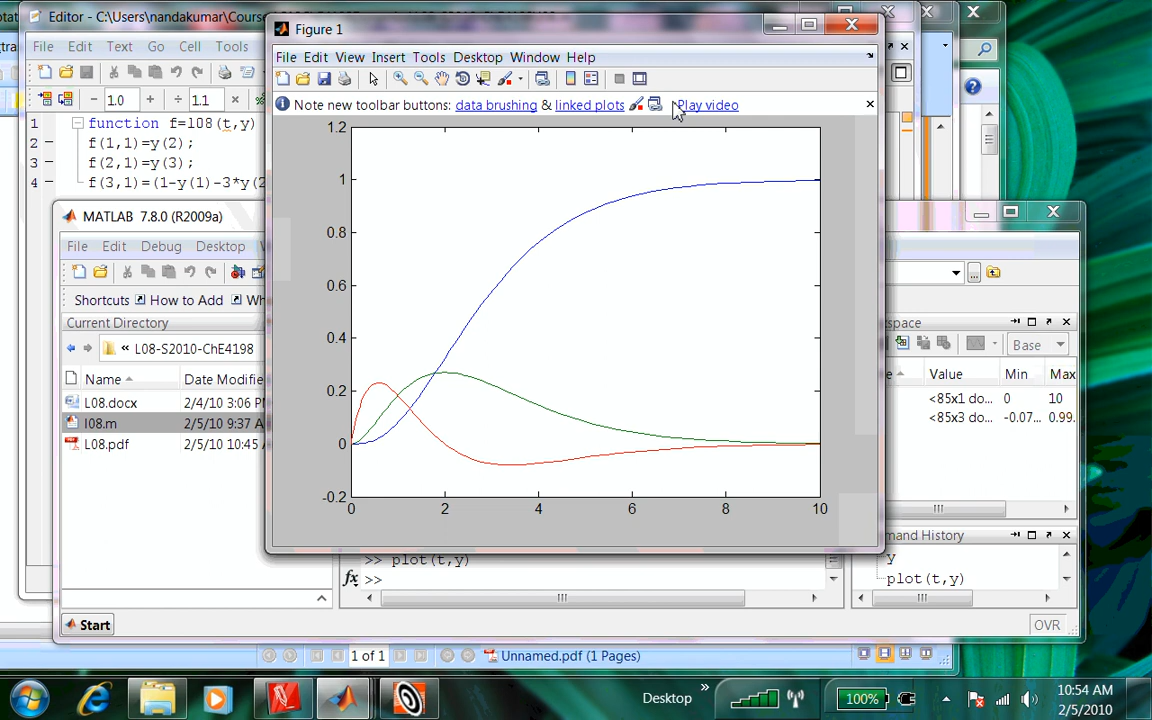 Editor - C:\Users\nandakumar\Cours
Figure 1
File Edit Text Go Cell Tools
File Edit View Insert Tools Desktop Window Help
1.0
1.1
Note new toolbar buttons: data brushing & linked plots Play video
1 function f=l08(t,y)
2 f(1,1)=y(2);
3 f(2,1)=y(3);
4 f(3,1)=(1-y(1)-3*y(2
1.2
1
0.8
0.6
0.4
0.2
0
-0.2
0 2 4 6 8 10
MATLAB 7.8.0 (R2009a)
File Edit Debug Desktop
Shortcuts How to Add
Current Directory
« L08-S2010-ChE4198
Name Date Modifie
L08.docx 2/4/10 3:06 P
l08.m 2/5/10 9:37 A
L08.pdf 2/5/10 10:45
space
Base
Value Min Max
<85x1 do... 0 10
<85x3 do... -0.07... 0.99.
>> plot(t,y)
fx >>
mand History
y
plot(t,y)
Start
OVR
1 of 1
Unnamed.pdf (1 Pages)
Desktop »
100%
10:54 AM
2/5/2010